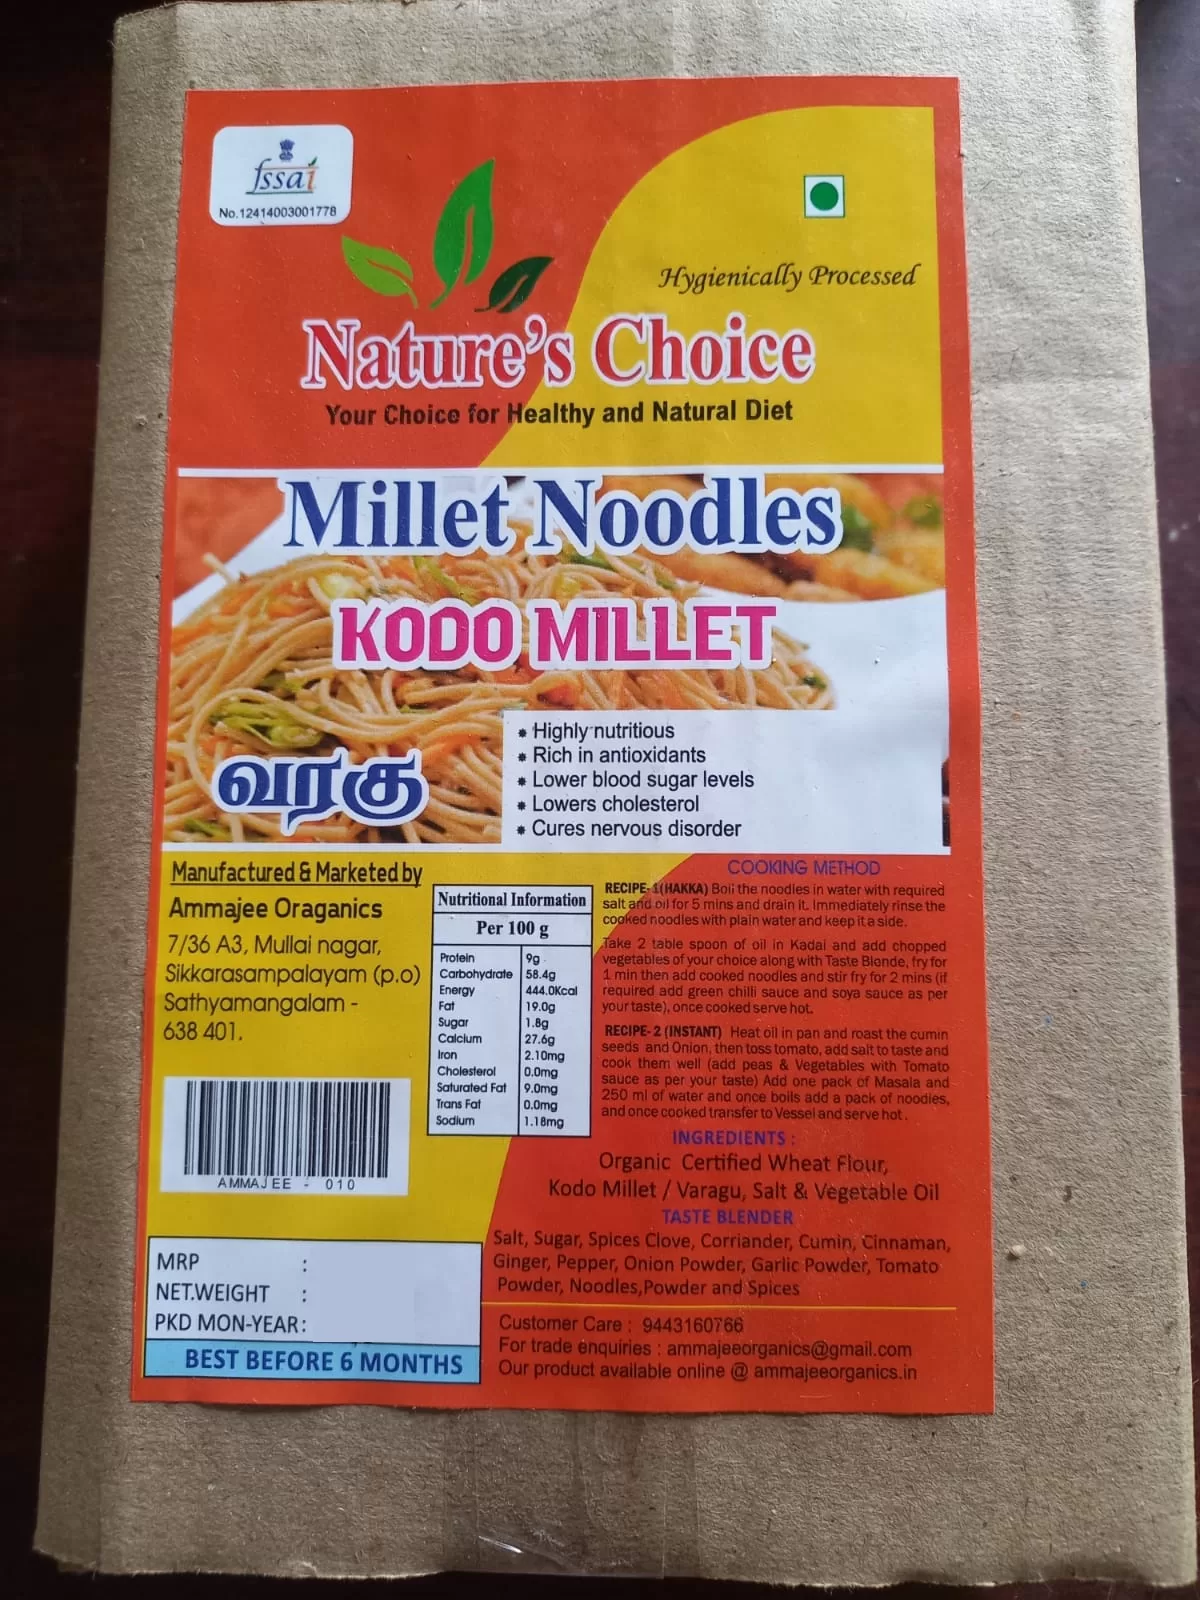 fssai
No.12414003001778
Hygienically Processed
Nature's Choice
Your Choice for Healthy and Natural Diet
Millet Noodles
KODO MILLET
வரகு
* Highly nutritious
* Rich in antioxidants
* Lower blood sugar levels
* Lowers cholesterol
* Cures nervous disorder
Manufactured & Marketed by
Ammajee Oraganics
7/36 A3, Mullai nagar,
Sikkarasampalayam (p.o)
Sathyamangalam -
638 401.
AMMAJEE - 010
Nutritional Information
Per 100 g
Protein 9g
Carbohydrate 58.4g
Energy 444.0Kcal
Fat 19.0g
Sugar 1.8g
Calcium 27.6g
Iron 2.10mg
Cholesterol 0.0mg
Saturated Fat 9.0mg
Trans Fat 0.0mg
Sodium 1.18mg
COOKING METHOD
RECIPE-1(HAKKA) Boil the noodles in water with required
salt and oil for 5 mins and drain it. Immediately rinse the
cooked noodles with plain water and keep it a side.
Take 2 table spoon of oil in Kadai and add chopped
vegetables of your choice along with Taste Blende, fry for
1 min then add cooked noodles and stir fry for 2 mins (if
required add green chilli sauce and soya sauce as per
your taste), once cooked serve hot.
RECIPE-2 (INSTANT) Heat oil in pan and roast the cumin
seeds and Onion, then toss tomato, add salt to taste and
cook them well (add peas & Vegetables with Tomato
sauce as per your taste) Add one pack of Masala and
250 ml of water and once boils add a pack of noodles,
and once cooked transfer to Vessel and serve hot.
INGREDIENTS :
Organic Certified Wheat Flour,
Kodo Millet / Varagu, Salt & Vegetable Oil
TASTE BLENDER
Salt, Sugar, Spices Clove, Corriander, Cumin, Cinnaman,
Ginger, Pepper, Onion Powder, Garlic Powder, Tomato
Powder, Noodles,Powder and Spices
MRP :
NET.WEIGHT :
PKD MON-YEAR:
BEST BEFORE 6 MONTHS
Customer Care : 9443160766
For trade enquiries : ammajeeorganics@gmail.com
Our product available online @ ammajeeorganics.in